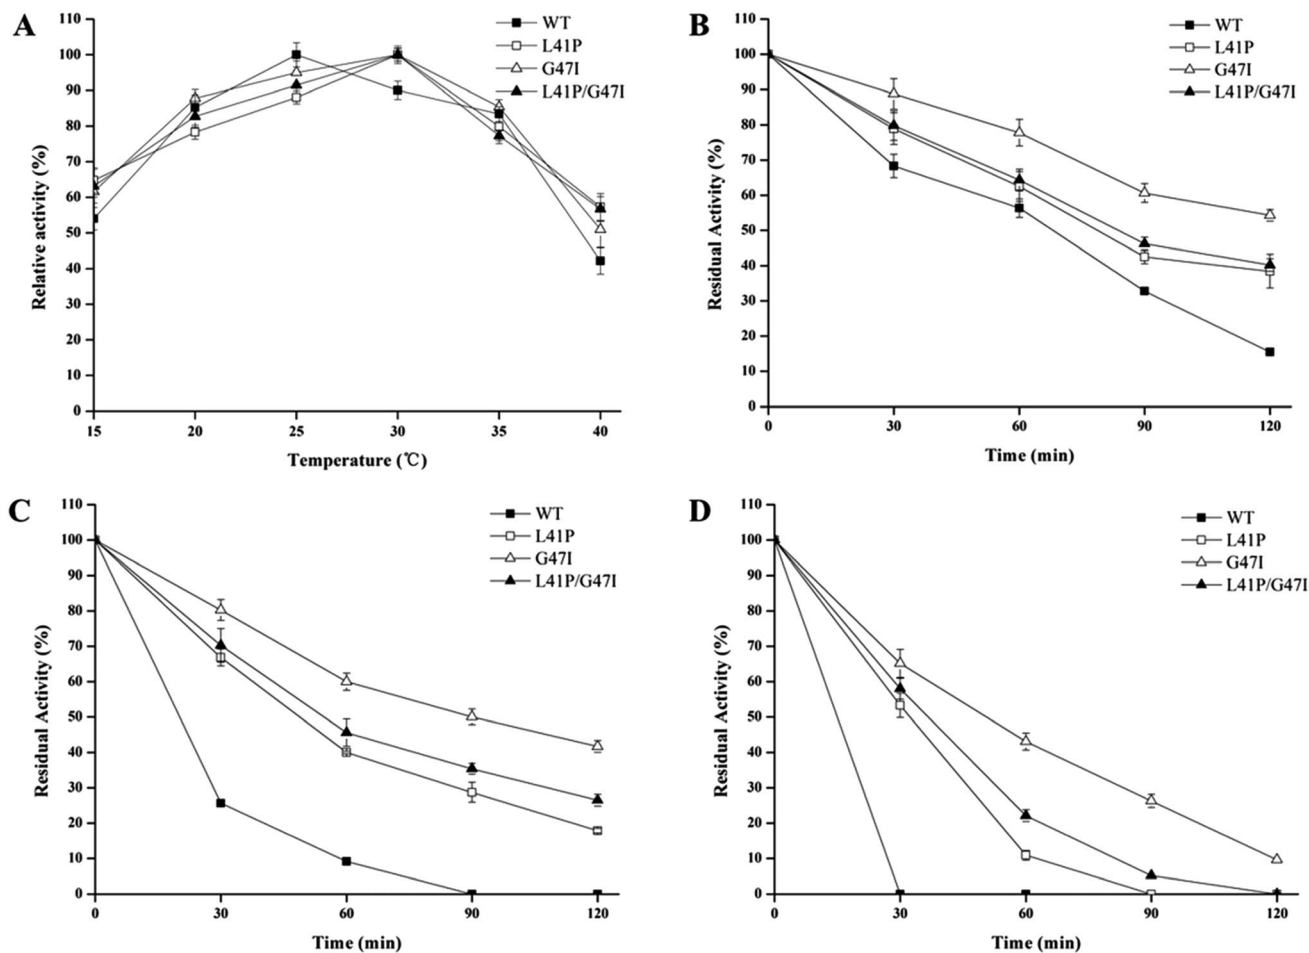 A
110
100
90
80
70
60
50
40
30
20
10
0
Relative activity (%)
15 20 25 30 35 40
Temperature (℃)
WT
L41P
G47I
L41P/G47I
B
110
100
90
80
70
60
50
40
30
20
10
0
Residual Activity (%)
0 30 60 90 120
Time (min)
WT
L41P
G47I
L41P/G47I
C
110
100
90
80
70
60
50
40
30
20
10
0
Residual Activity (%)
0 30 60 90 120
Time (min)
WT
L41P
G47I
L41P/G47I
D
110
100
90
80
70
60
50
40
30
20
10
0
Residual Activity (%)
0 30 60 90 120
Time (min)
WT
L41P
G47I
L41P/G47I